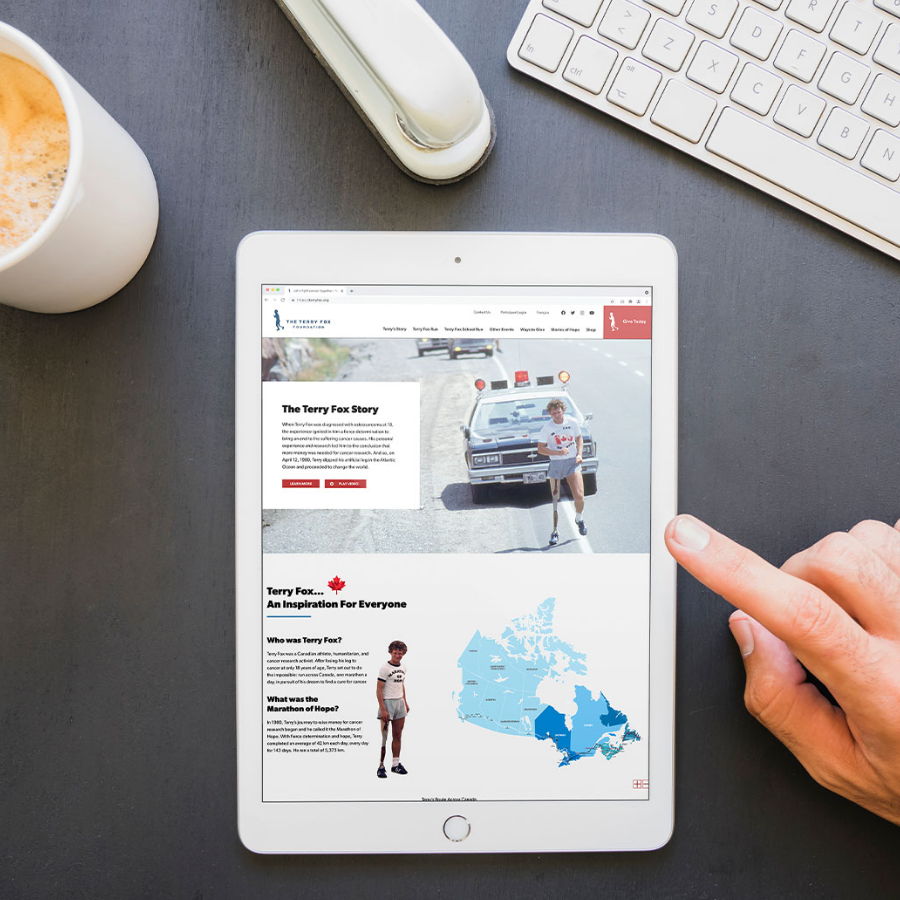 fn
ctrl
alt
>
<
Z
X
C
V
B
N
S
D
F
G
H
R
T
https://terryfox.org
Contact Us
Participant Login
Français
THE TERRY FOX
FOUNDATION
Terry's Story
Terry Fox Run
Terry Fox School Run
Other Events
Ways to Give
Stories of Hope
Shop
Give Today
The Terry Fox Story
When Terry Fox was diagnosed with osteosarcoma at 18,
the experience ignited in him a fierce determination to
bring an end to the suffering cancer causes. His personal
experience and research led him to the conclusion that
more money was needed for cancer research. And so, on
April 12, 1980, Terry dipped his artificial leg in the Atlantic
Ocean and proceeded to change the world.
LEARN MORE
PLAY VIDEO
Terry Fox...
An Inspiration For Everyone
Who was Terry Fox?
Terry Fox was a Canadian athlete, humanitarian, and
cancer research activist. After losing his leg to
cancer at only 18 years of age, Terry set out to do
the impossible: run across Canada, one marathon a
day, in pursuit of his dream to find a cure for cancer
What was the
Marathon of Hope?
In 1980, Terry's journey to raise money for cancer
research began and he called it the Marathon of
Hope. With fierce determination and hope, Terry
completed an average of 42 km each day, every day
for 143 days. He ran a total of 5,373 km.
MARATHON
OF HOPE
Terry's Route Across Canada